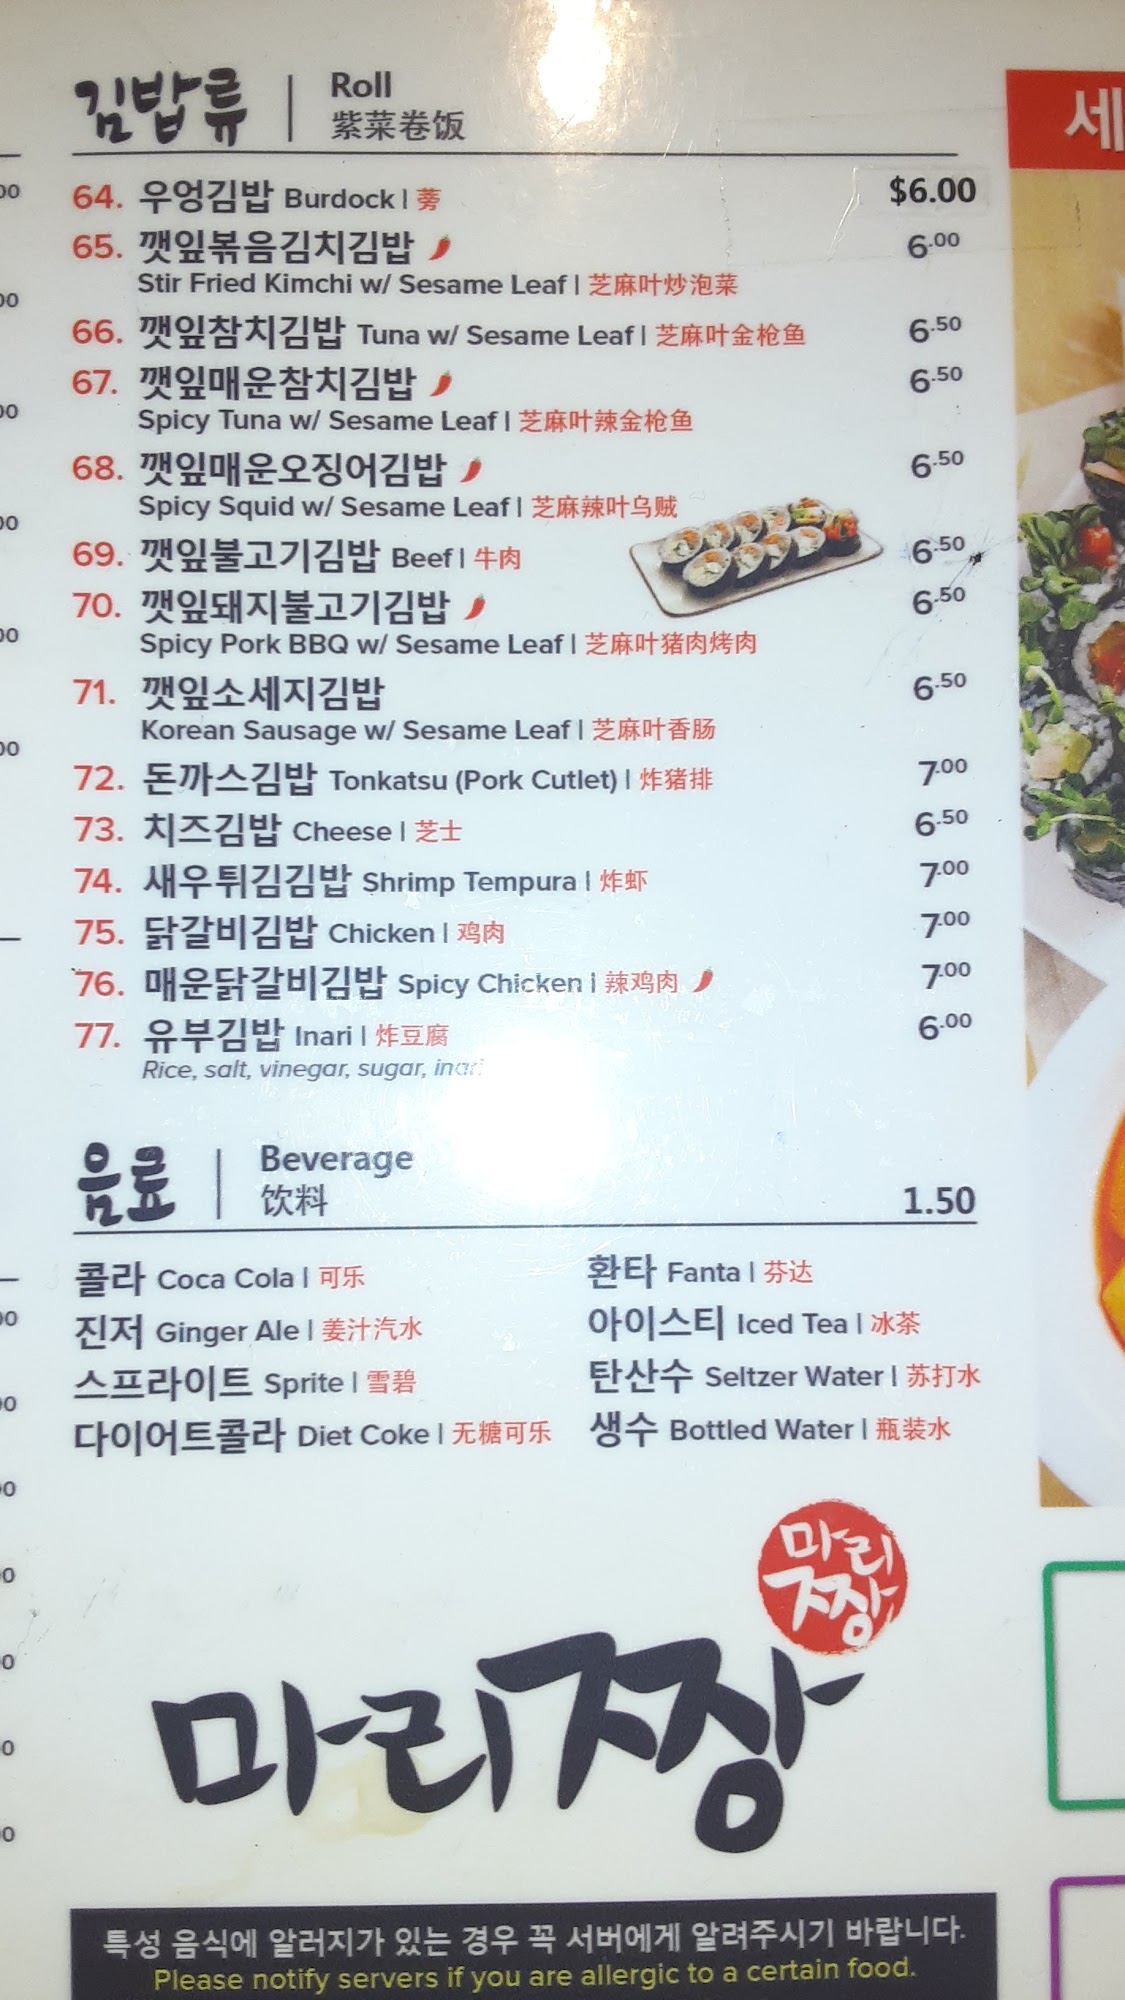 김밥류 | Roll
紫菜卷饭
64. 우엉김밥 Burdock | 蒡 $6.00
65. 깻잎볶음김치김밥 6.00
Stir Fried Kimchi w/ Sesame Leaf | 芝麻叶炒泡菜
66. 깻잎참치김밥 Tuna w/ Sesame Leaf | 芝麻叶金枪鱼 6.50
67. 깻잎매운참치김밥 6.50
Spicy Tuna w/ Sesame Leaf | 芝麻叶辣金枪鱼
68. 깻잎매운오징어김밥 6.50
Spicy Squid w/ Sesame Leaf | 芝麻辣叶乌贼
69. 깻잎불고기김밥 Beef | 牛肉 6.50
70. 깻잎돼지불고기김밥 6.50
Spicy Pork BBQ w/ Sesame Leaf | 芝麻叶猪肉烤肉
71. 깻잎소세지김밥 6.50
Korean Sausage w/ Sesame Leaf | 芝麻叶香肠
72. 돈까스김밥 Tonkatsu (Pork Cutlet) | 炸猪排 7.00
73. 치즈김밥 Cheese | 芝士 6.50
74. 새우튀김김밥 Shrimp Tempura | 炸虾 7.00
75. 닭갈비김밥 Chicken | 鸡肉 7.00
76. 매운닭갈비김밥 Spicy Chicken | 辣鸡肉 7.00
77. 유부김밥 Inari | 炸豆腐 6.00
Rice, salt, vinegar, sugar, inari
음료 | Beverage
饮料 1.50
콜라 Coca Cola | 可乐
진저 Ginger Ale | 姜汁汽水
스프라이트 Sprite | 雪碧
다이어트콜라 Diet Coke | 无糖可乐
환타 Fanta | 芬达
아이스티 Iced Tea | 冰茶
탄산수 Seltzer Water | 苏打水
생수 Bottled Water | 瓶装水
마리
짱
마리짱
특성 음식에 알러지가 있는 경우 꼭 서버에게 알려주시기 바랍니다.
Please notify servers if you are allergic to a certain food.
세